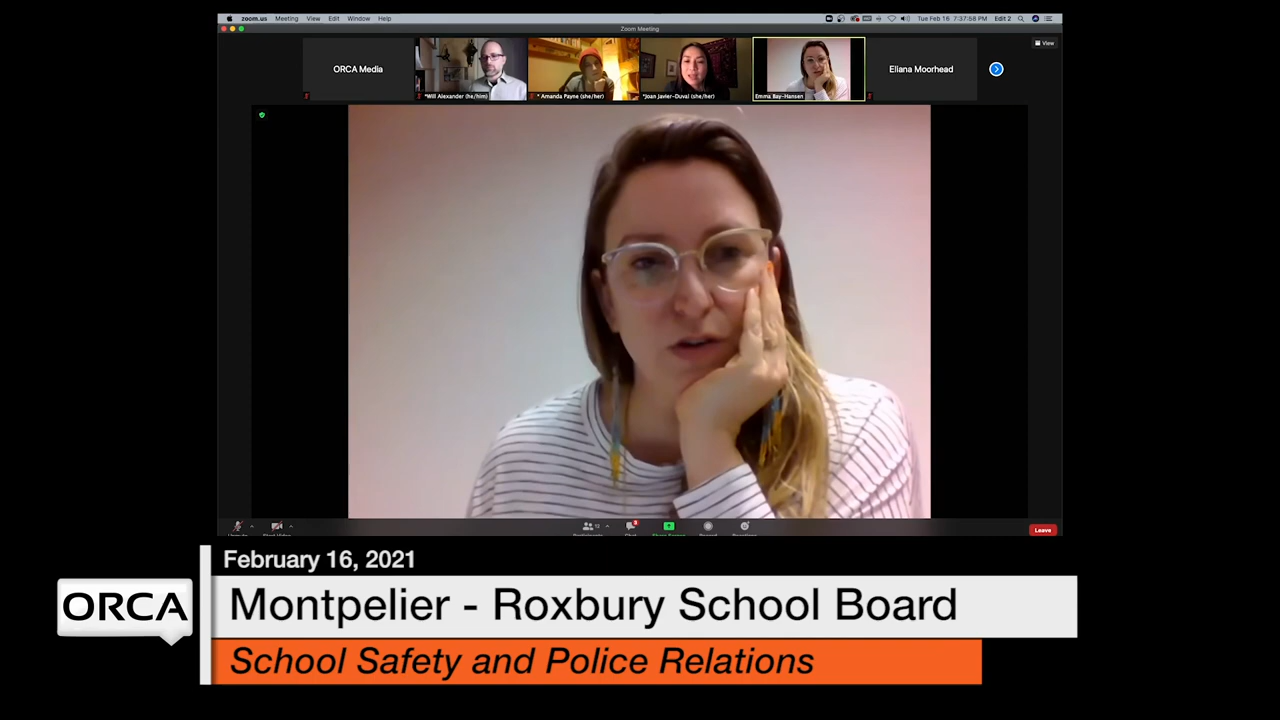 zoom.us Meeting View Edit Window Help
Tue Feb 16 7:37:58 PM Edit 2
Zoom Meeting
View
ORCA Media
*Will Alexander (he/him)
* Amanda Payne (she/her)
*Joan Javier-Duval (she/her)
Emma Bay-Hansen
Eliana Moorhead
Leave
February 16, 2021
ORCA
Montpelier - Roxbury School Board
School Safety and Police Relations